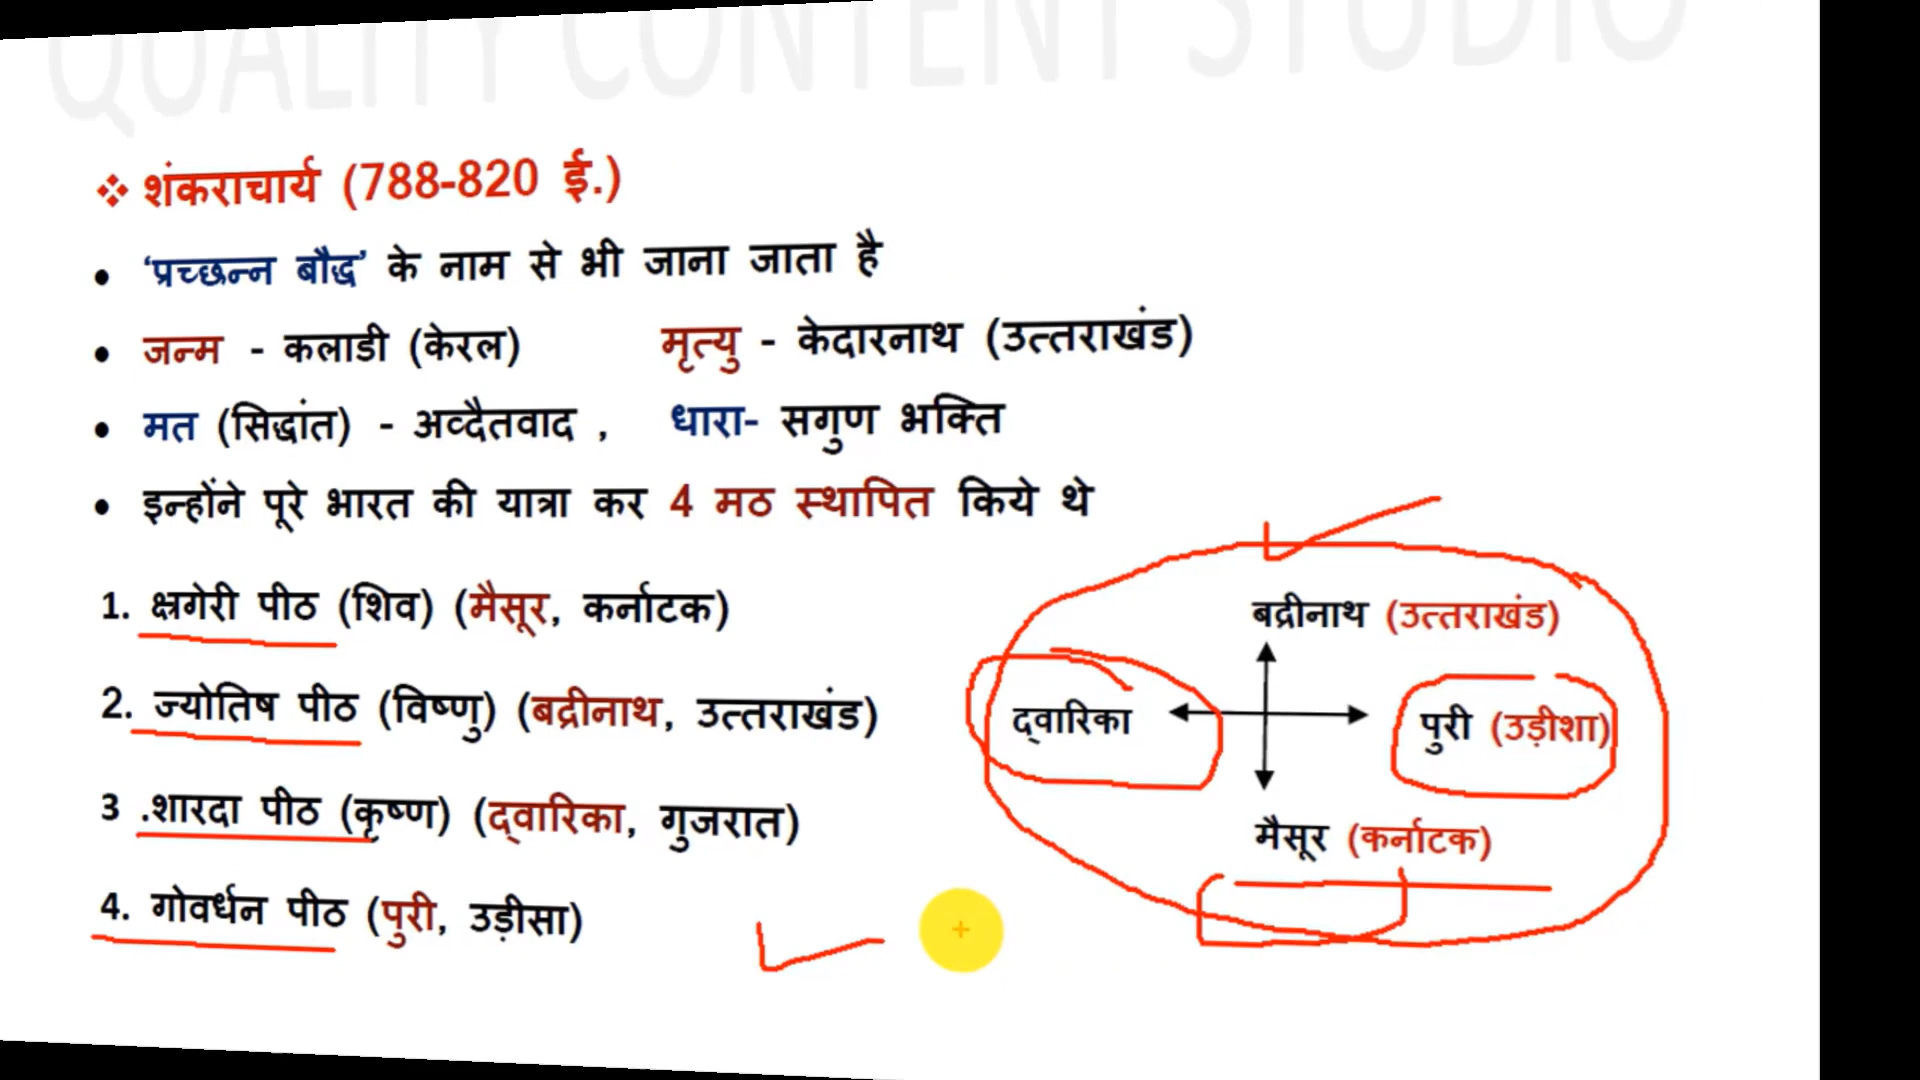 QUALITY CONTENT STUDIO
❖ शंकराचार्य (788-820 ई.)
• ‘प्रच्छन्न बौद्ध’ के नाम से भी जाना जाता है
• जन्म - कलाडी (केरल) मृत्यु - केदारनाथ (उत्तराखंड)
• मत (सिद्धांत) - अव्दैतवाद , धारा- सगुण भक्ति
• इन्होंने पूरे भारत की यात्रा कर 4 मठ स्थापित किये थे
1. क्षगेरी पीठ (शिव) (मैसूर, कर्नाटक)
2. ज्योतिष पीठ (विष्णु) (बद्रीनाथ, उत्तराखंड)
3 .शारदा पीठ (कृष्ण) (द्वारिका, गुजरात)
4. गोवर्धन पीठ (पुरी, उड़ीसा)
बद्रीनाथ (उत्तराखंड)
द्वारिका
पुरी (उड़ीशा)
मैसूर (कर्नाटक)